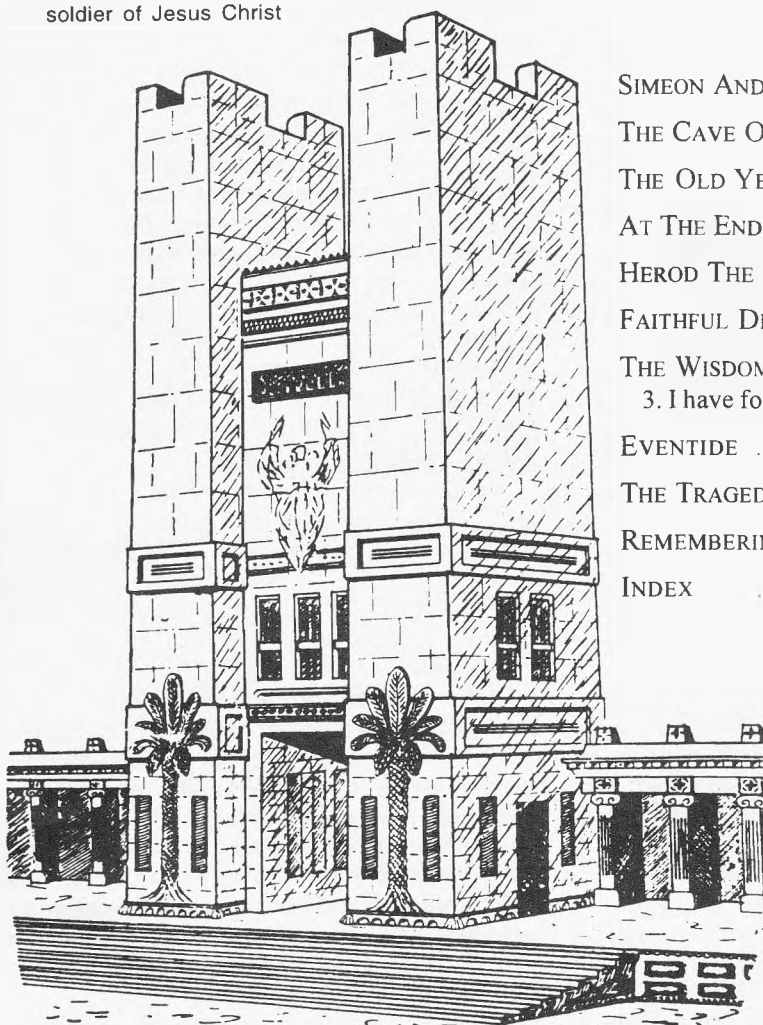 soldier of Jesus Christ
SIMEON AND
THE CAVE O
THE OLD YE
AT THE END
HEROD THE
FAITHFUL D
THE WISDOM
3. I have fo
EVENTIDE .
THE TRAGED
REMEMBERIN
INDEX .